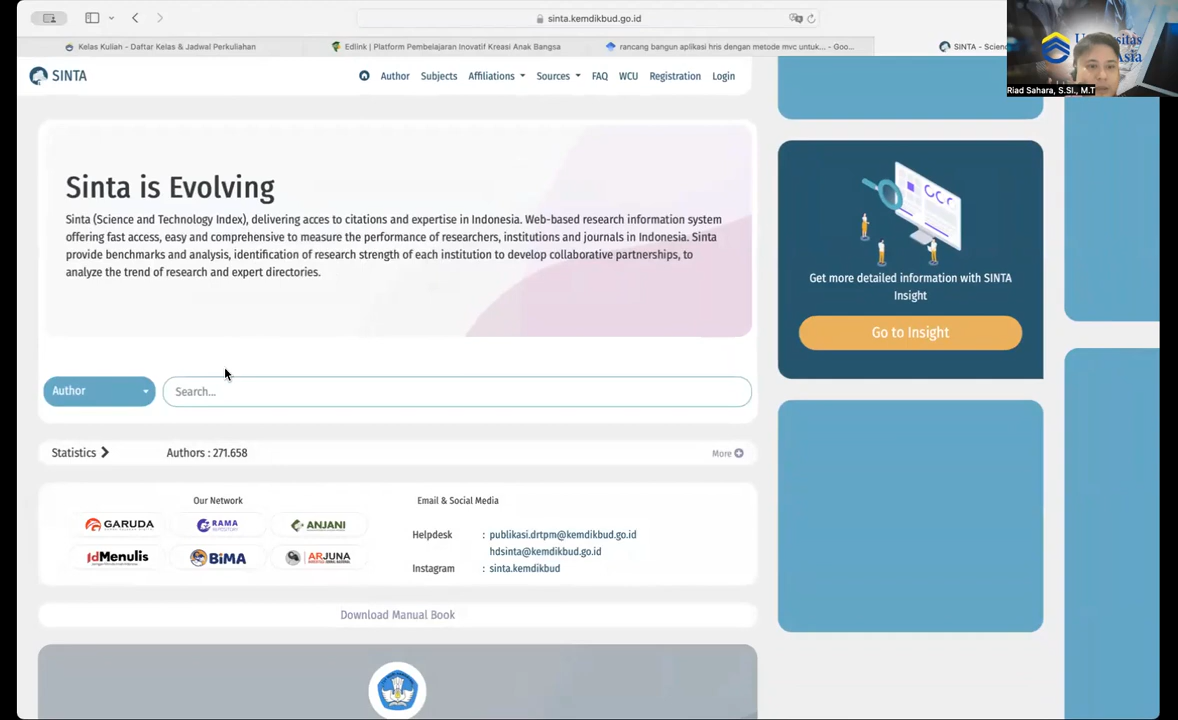 sinta.kemdikbud.go.id
Kelas Kuliah - Daftar Kelas & Jadwal Perkuliahan
Edlink | Platform Pembelajaran Inovatif Kreasi Anak Bangsa
rancang bangun aplikasi hris dengan metode mvc untuk... - Goo...
SINTA - Scien
Asia
Riad Sahara, S.SI., M.T
SINTA
Author
Subjects
Affiliations
Sources
FAQ
WCU
Registration
Login
Sinta is Evolving
Sinta (Science and Technology Index), delivering acces to citations and expertise in Indonesia. Web-based research information system
offering fast access, easy and comprehensive to measure the performance of researchers, institutions and journals in Indonesia. Sinta
provide benchmarks and analysis, identification of research strength of each institution to develop collaborative partnerships, to
analyze the trend of research and expert directories.
Get more detailed information with SINTA
Insight
Go to Insight
Author
Search...
Statistics
Authors : 271.658
More
Our Network
GARUDA
RAMA
ANJANI
IdMenulis
BIMA
ARJUNA
Email & Social Media
Helpdesk : publikasi.drtpm@kemdikbud.go.id
hdsinta@kemdikbud.go.id
Instagram : sinta.kemdikbud
Download Manual Book